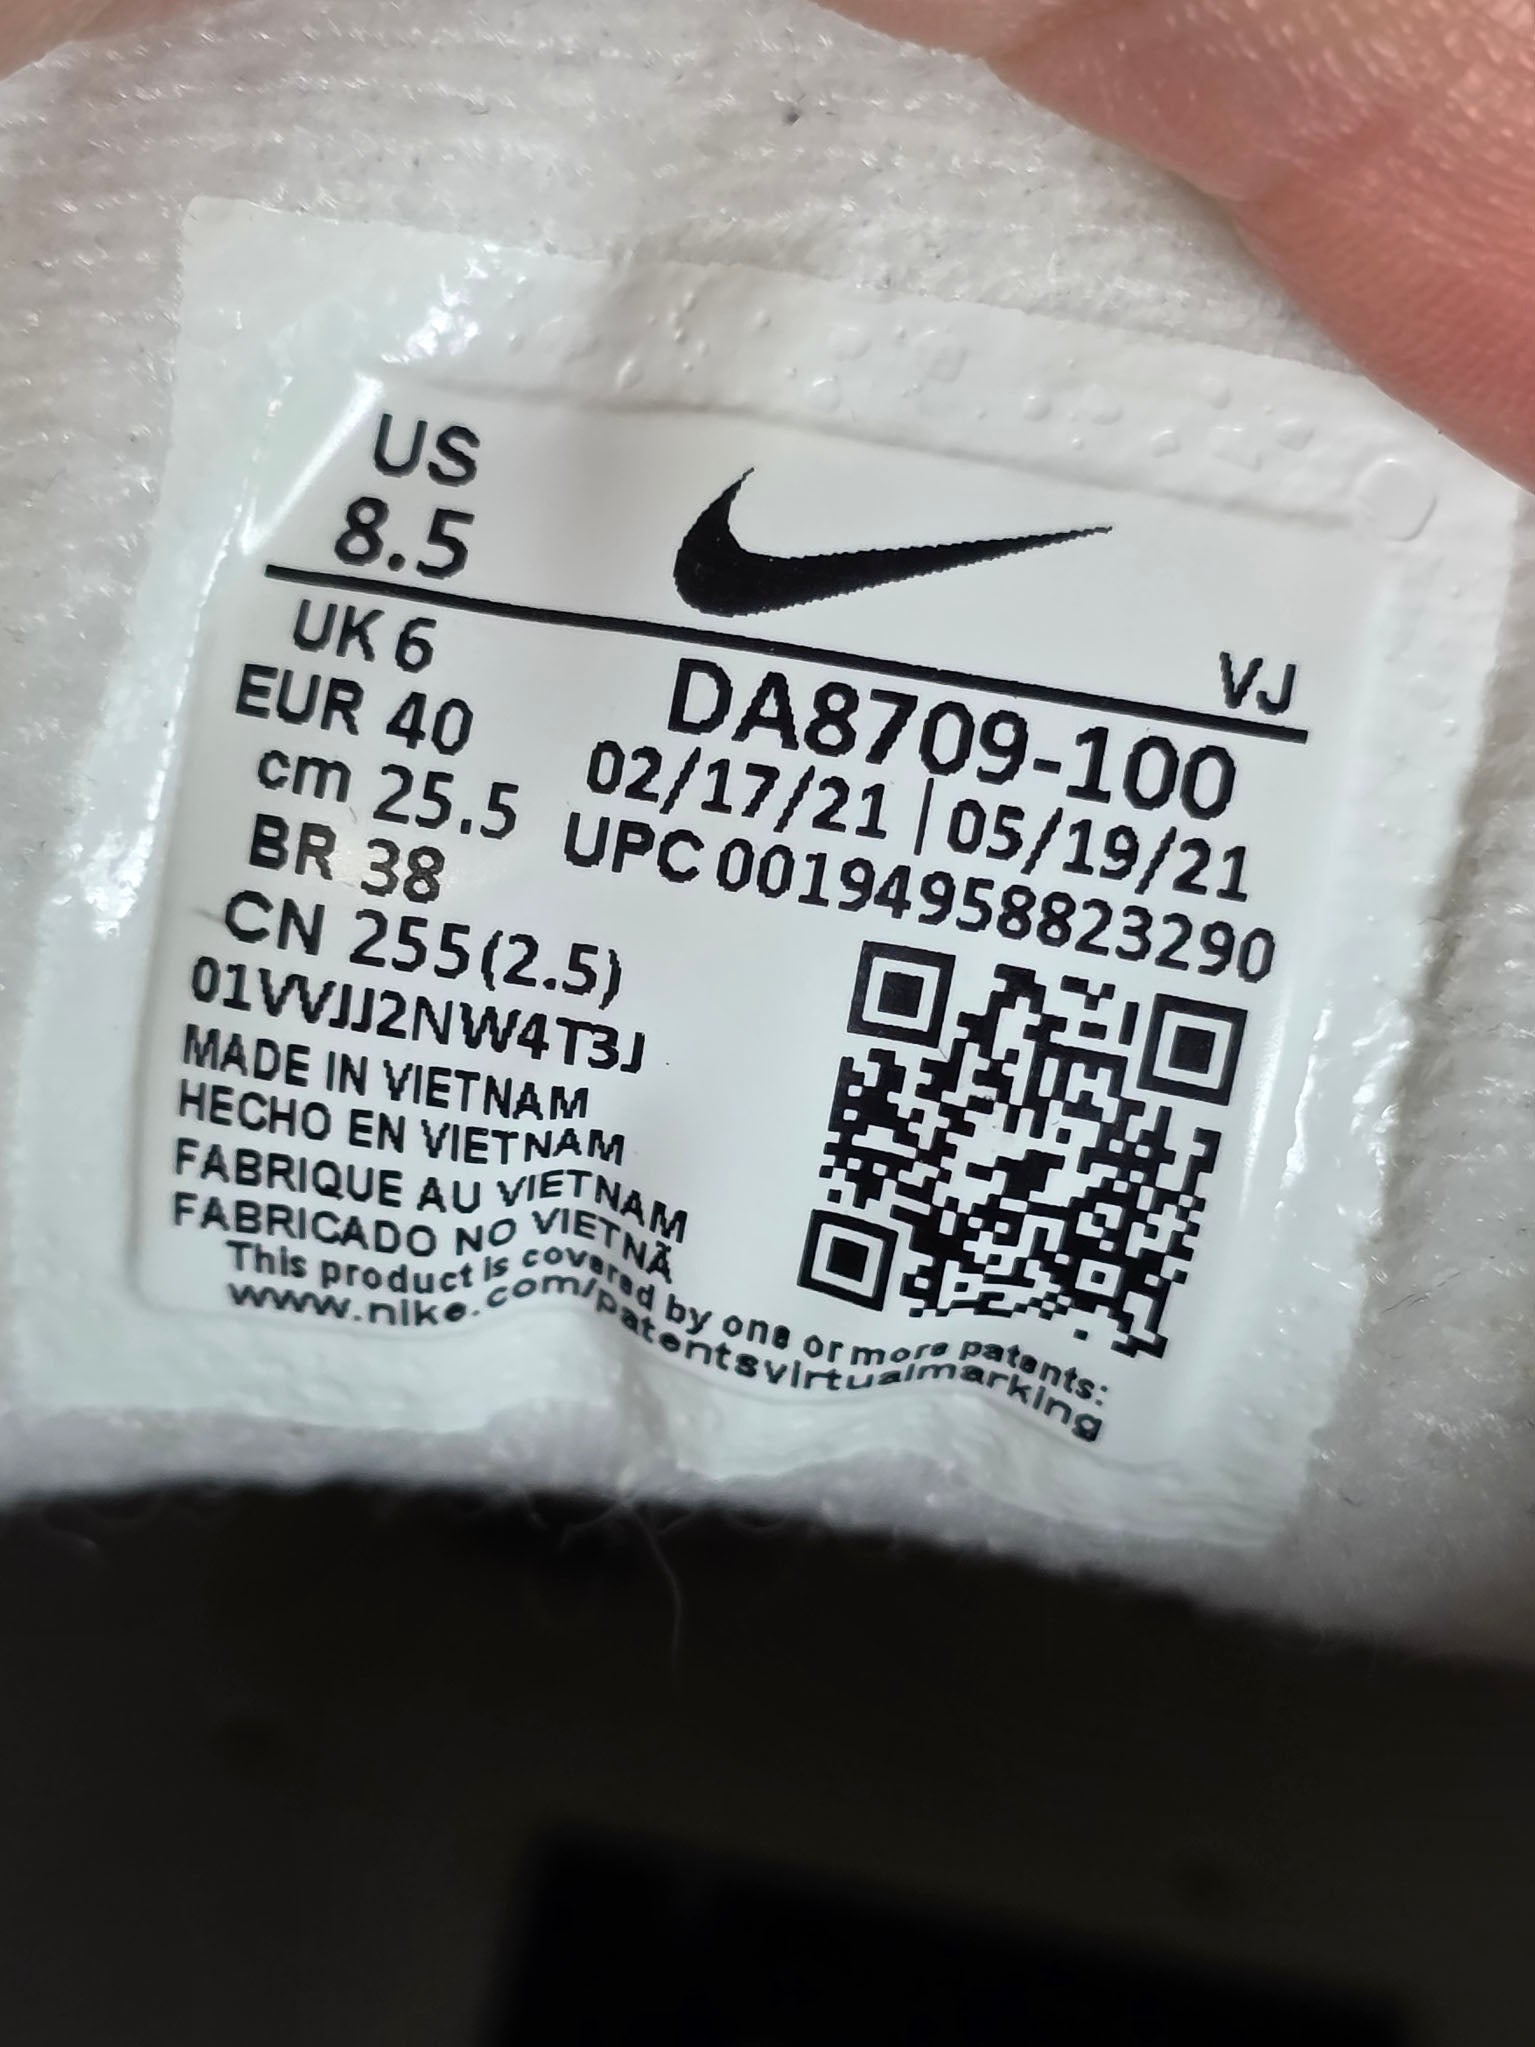 US
8.5
VJ
UK 6
EUR 40
cm 25.5
BR 38
CN 255(2.5)
DA8709-100
02/17/21 | 05/19/21
UPC 00194958823290
01VVJJ2NW4T3J
MADE IN VIETNAM
HECHO EN VIETNAM
FABRIQUE AU VIETNAM
FABRICADO NO VIETNÃ
This product is covered by one or more patents:
www.nike.com/patentsvirtualmarking